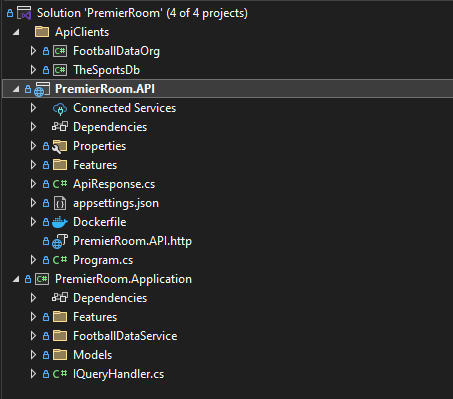 Solution 'PremierRoom' (4 of 4 projects)
ApiClients
FootballDataOrg
TheSportsDb
PremierRoom.API
Connected Services
Dependencies
Properties
Features
ApiResponse.cs
appsettings.json
Dockerfile
PremierRoom.API.http
Program.cs
PremierRoom.Application
Dependencies
Features
FootballDataService
Models
IQueryHandler.cs